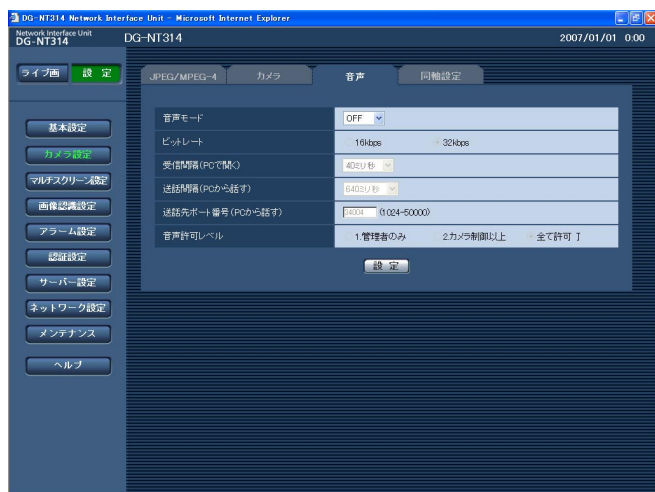 DG-NT314 Network Interface Unit - Microsoft Internet Explorer
Network Interface Unit
DG-NT314
DG-NT314
2007/01/01 0:00
ライブ画
設 定
JPEG/MPEG-4
カメラ
音声
同軸設定
基本設定
カメラ設定
マルチスクリーン設定
画像認識設定
アラーム設定
認証設定
サーバー設定
ネットワーク設定
メンテナンス
ヘルプ
音声モード
OFF
ビットレート
16kbps
32kbps
受信間隔(PCで聞く)
40ミリ秒
送話間隔(PCから話す)
640ミリ秒
送話先ポート番号(PCから話す)
34004 (1024-50000)
音声許可レベル
1.管理者のみ
2.カメラ制御以上
全て許可
設 定